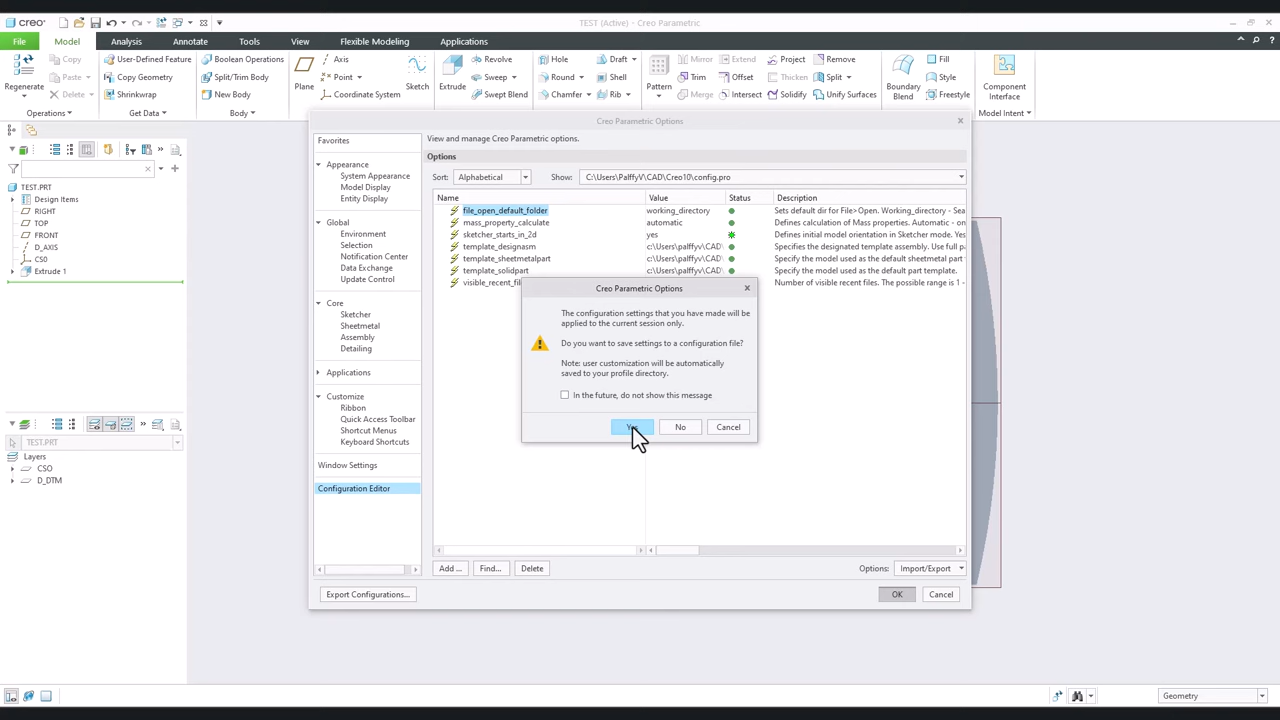 creo
TEST (Active) - Creo Parametric
File Model Analysis Annotate Tools View Flexible Modeling Applications
Regenerate
Copy
Paste
Delete
Operations
User-Defined Feature
Copy Geometry
Shrinkwrap
Get Data
Boolean Operations
Split/Trim Body
New Body
Body
Plane
Axis
Point
Coordinate System
Sketch
Extrude
Revolve
Sweep
Swept Blend
Hole
Round
Chamfer
Draft
Shell
Rib
Pattern
Mirror
Trim
Merge
Extend
Offset
Intersect
Project
Thicken
Solidify
Remove
Split
Unify Surfaces
Boundary
Blend
Fill
Style
Freestyle
Component
Interface
Model Intent
TEST.PRT
Design Items
RIGHT
TOP
FRONT
D_AXIS
CS0
Extrude 1
TEST.PRT
Layers
CSO
D_DTM
Creo Parametric Options
Favorites
Appearance
System Appearance
Model Display
Entity Display
Global
Environment
Selection
Notification Center
Data Exchange
Update Control
Core
Sketcher
Sheetmetal
Assembly
Detailing
Applications
Customize
Ribbon
Quick Access Toolbar
Shortcut Menus
Keyboard Shortcuts
Window Settings
Configuration Editor
Export Configurations...
View and manage Creo Parametric options.
Options
Sort: Alphabetical Show: C:\Users\PalffyV\CAD\Creo10\config.pro
Name Value Status Description
file_open_default_folder working_directory Sets default dir for File>Open. Working_directory - Sea
mass_property_calculate automatic Defines calculation of Mass properties. Automatic - on
sketcher_starts_in_2d yes Defines initial model orientation in Sketcher mode. Yes
template_designasm c:\Users\palffyv\CAD Specifies the designated template assembly. Use full pa
template_sheetmetalpart c:\Users\palffyv\CAD Specify the model used as the default sheetmetal part t
template_solidpart c:\Users\palffyv\CAD Specify the model used as the default part template.
visible_recent_fil Number of visible recent files. The possible range is 1 -
Creo Parametric Options
The configuration settings that you have made will be
applied to the current session only.
Do you want to save settings to a configuration file?
Note: user customization will be automatically
saved to your profile directory.
In the future, do not show this message
Yes No Cancel
Add ... Find... Delete Options: Import/Export
OK Cancel
Geometry